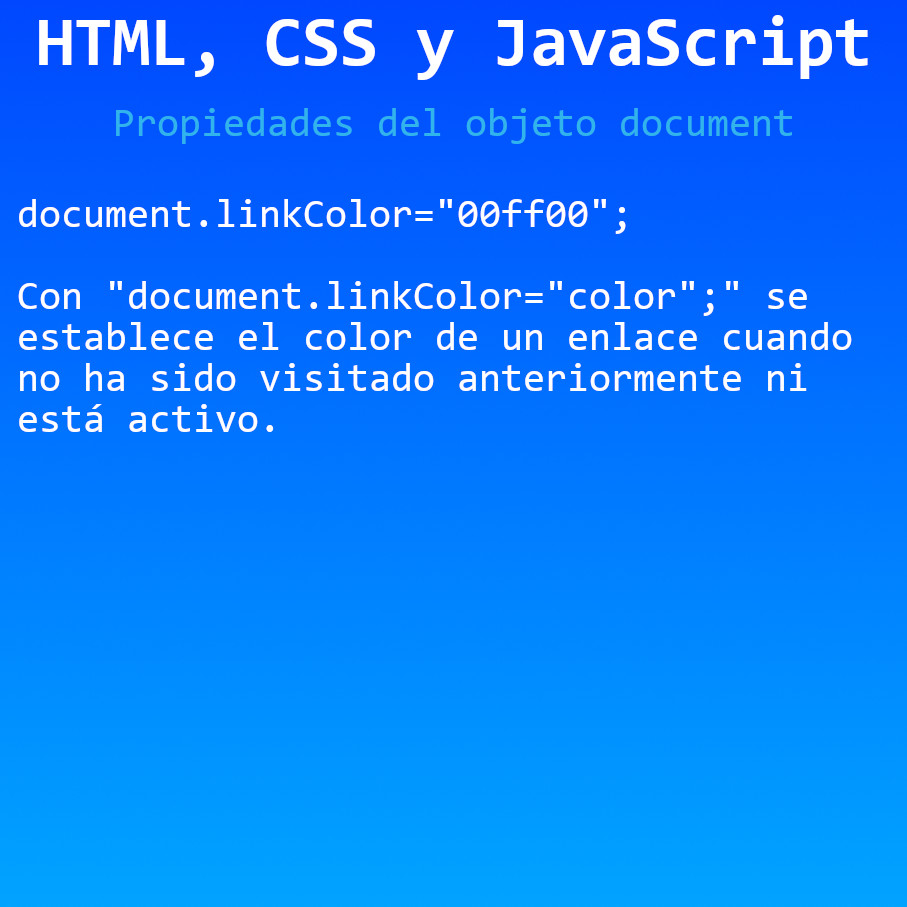 HTML, CSS y JavaScript
Propiedades del objeto document
document.linkColor="00ff00";
Con "document.linkColor="color";" se
establece el color de un enlace cuando
no ha sido visitado anteriormente ni
está activo.